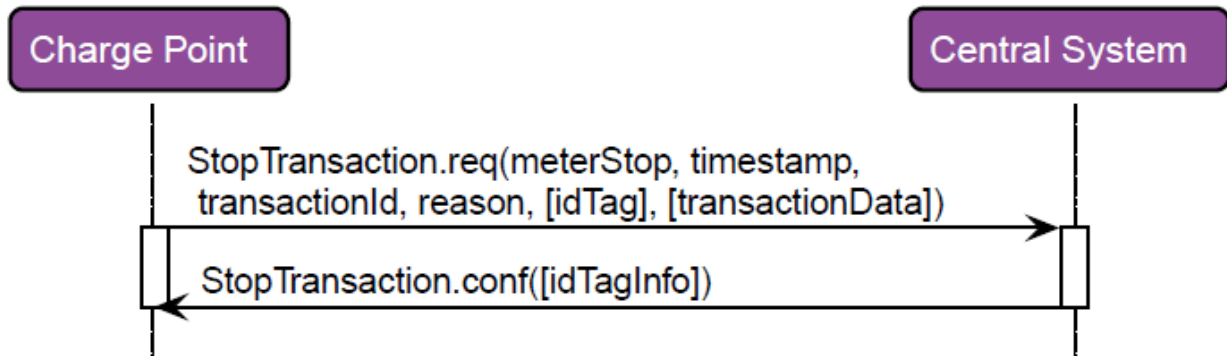 Charge Point
Central System
StopTransaction.req(meterStop, timestamp,
transactionId, reason, [idTag], [transactionData])
StopTransaction.conf([idTagInfo])